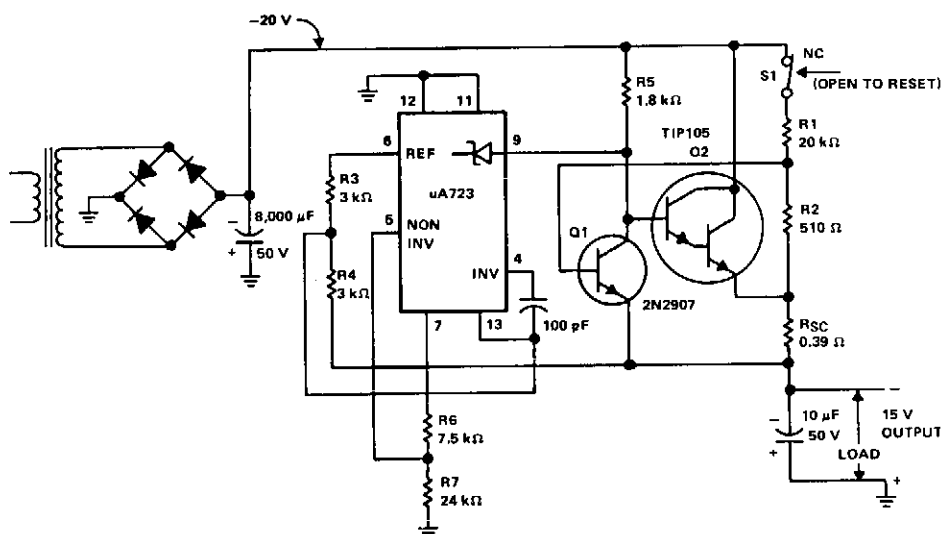 −20 V
NC
S1
(OPEN TO RESET)
R5
1.8 kΩ
12
11
6
REF
9
TIP105
Q2
R1
20 kΩ
R3
3 kΩ
uA723
5
NON
INV
8,000 µF
−
+
50 V
R2
510 Ω
Q1
4
INV
R4
3 kΩ
2N2907
RSC
0.39 Ω
7
13
100 pF
−
−
10 µF
50 V
+
15 V
OUTPUT
LOAD
+
R6
7.5 kΩ
R7
24 kΩ